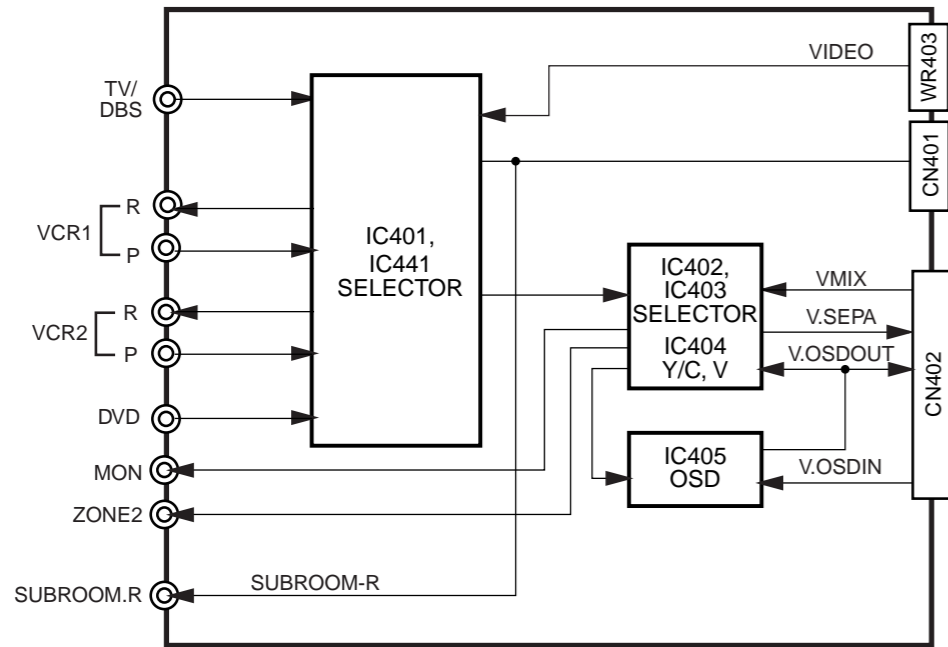 VIDEO
WR403
TV/
DBS
CN401
R
VCR1
P
IC401,
IC441
SELECTOR
IC402,
IC403
SELECTOR
IC404
Y/C, V
VMIX
V.SEPA
V.OSDOUT
CN402
R
VCR2
P
DVD
MON
IC405
OSD
V.OSDIN
ZONE2
SUBROOM.R
SUBROOM-R